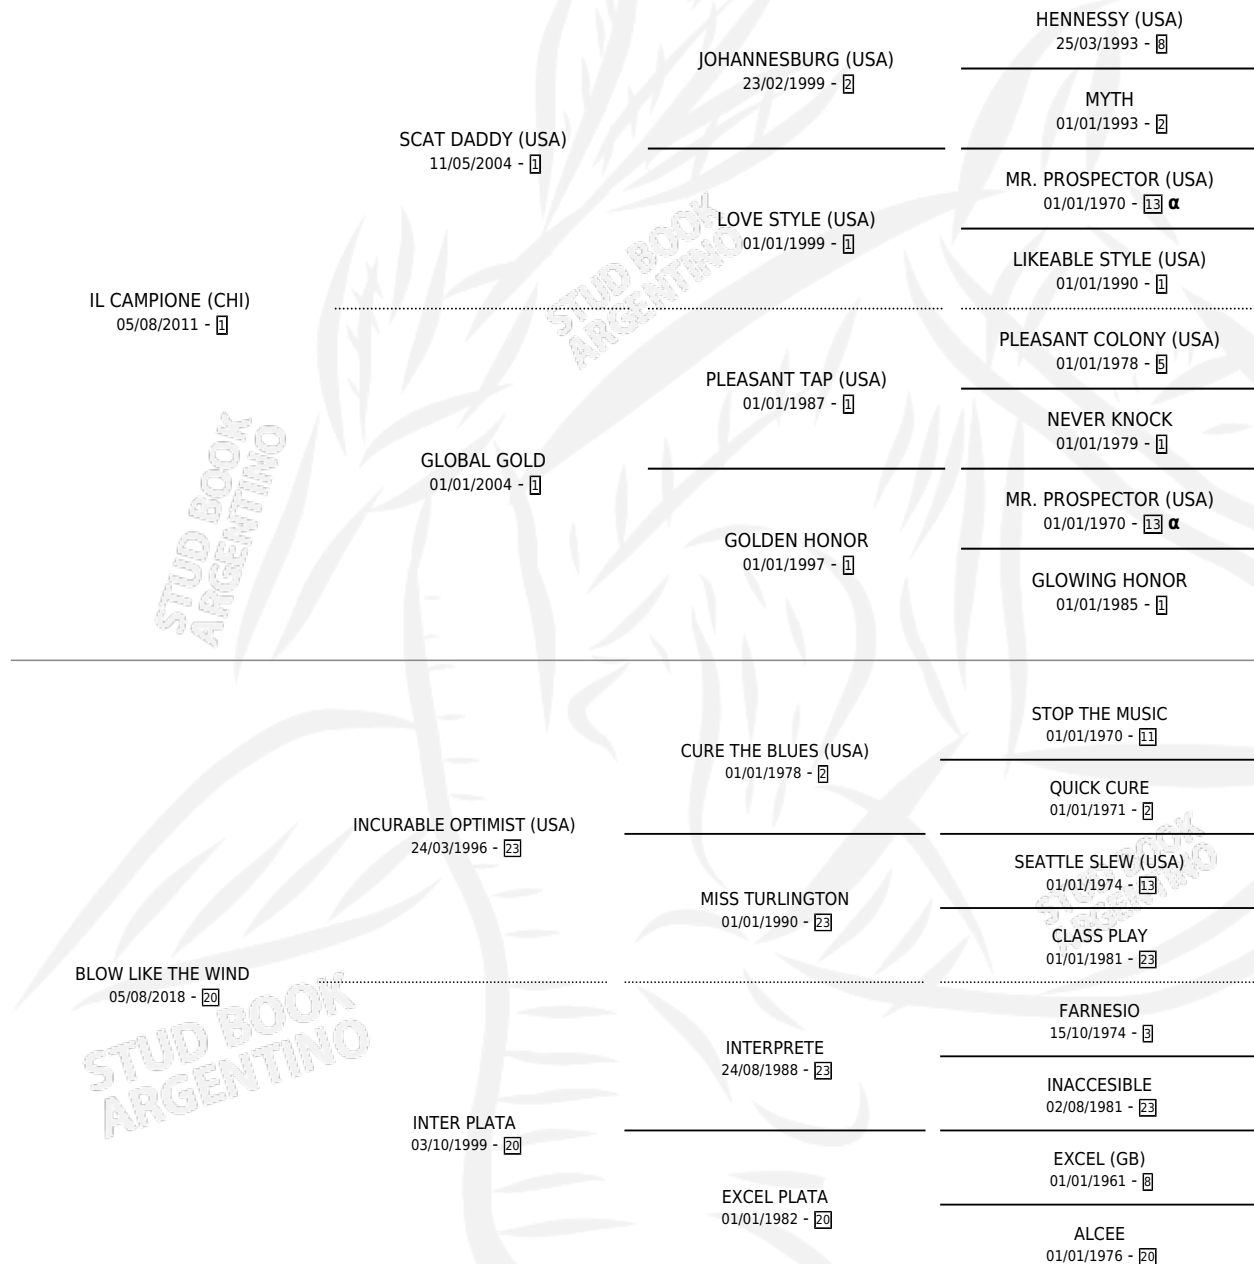 HENNESSY (USA)
25/03/1993 - 8
JOHANNESBURG (USA)
23/02/1999 - 2
MYTH
01/01/1993 - 2
SCAT DADDY (USA)
11/05/2004 - 1
MR. PROSPECTOR (USA)
01/01/1970 - 13 α
LOVE STYLE (USA)
01/01/1999 - 1
LIKEABLE STYLE (USA)
01/01/1990 - 1
IL CAMPIONE (CHI)
05/08/2011 - 1
PLEASANT COLONY (USA)
01/01/1978 - 5
PLEASANT TAP (USA)
01/01/1987 - 1
NEVER KNOCK
01/01/1979 - 1
GLOBAL GOLD
01/01/2004 - 1
MR. PROSPECTOR (USA)
01/01/1970 - 13 α
GOLDEN HONOR
01/01/1997 - 1
GLOWING HONOR
01/01/1985 - 1
STOP THE MUSIC
01/01/1970 - 11
CURE THE BLUES (USA)
01/01/1978 - 2
QUICK CURE
01/01/1971 - 2
INCURABLE OPTIMIST (USA)
24/03/1996 - 23
SEATTLE SLEW (USA)
01/01/1974 - 13
MISS TURLINGTON
01/01/1990 - 23
CLASS PLAY
01/01/1981 - 23
BLOW LIKE THE WIND
05/08/2018 - 20
FARNESIO
15/10/1974 - 3
INTERPRETE
24/08/1988 - 23
INACCESIBLE
02/08/1981 - 23
INTER PLATA
03/10/1999 - 20
EXCEL (GB)
01/01/1961 - 8
EXCEL PLATA
01/01/1982 - 20
ALCEE
01/01/1976 - 20
STUD BOOK
ARGENTINO
STUD BOOK
ARGENTINO
STUD BOOK
ARGENTINO
STUD BOOK
ARGENTINO